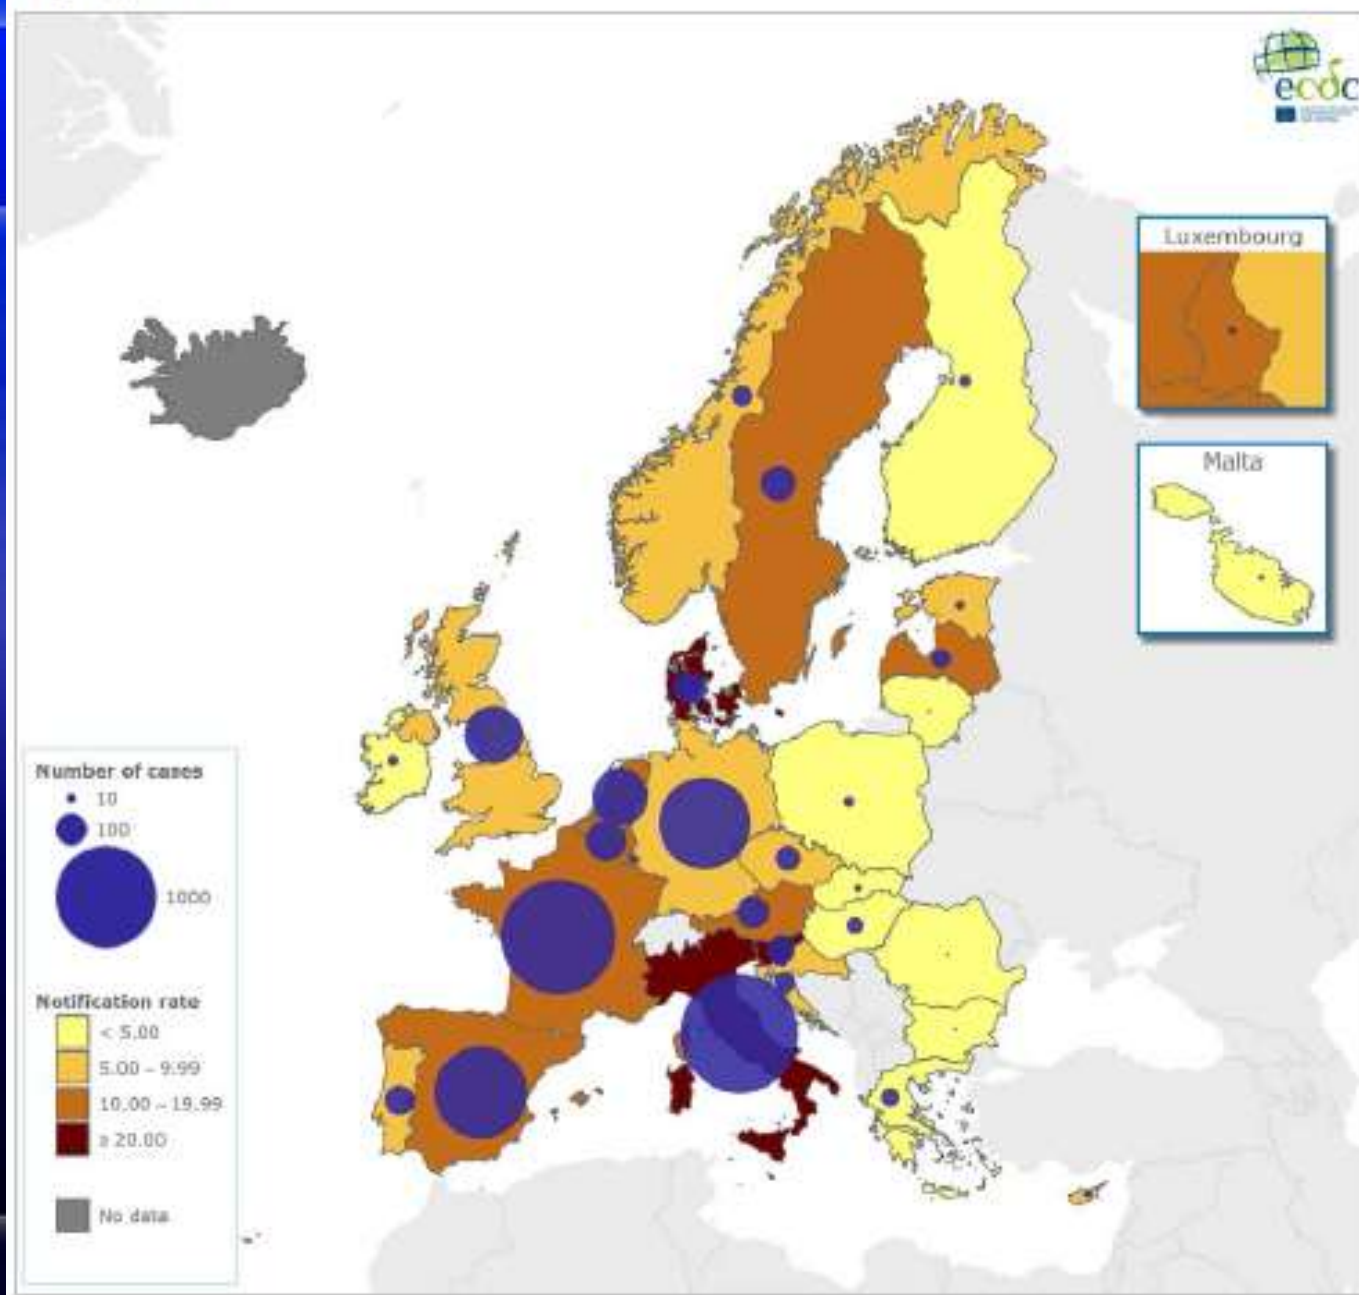 ecdc
Luxembourg
Malta
Number of cases
10
100
1000
Notification rate
< 5.00
5.00 – 9.99
10.00 – 19.99
≥ 20.00
No data